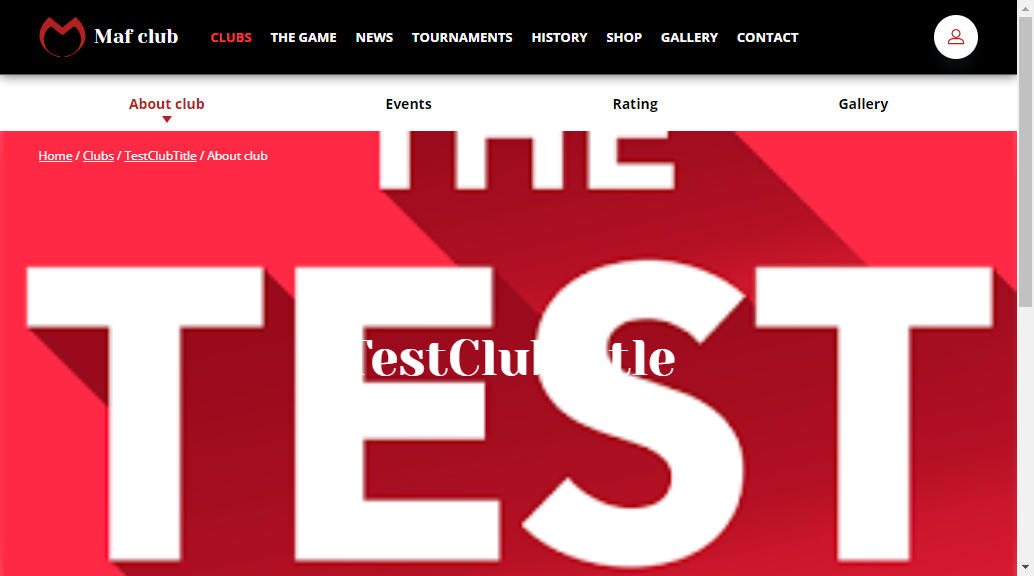 Maf club CLUBS THE GAME NEWS TOURNAMENTS HISTORY SHOP GALLERY CONTACT
About club Events Rating Gallery
THE
Home / Clubs / TestClubTitle / About club
TEST
TestClubTitle